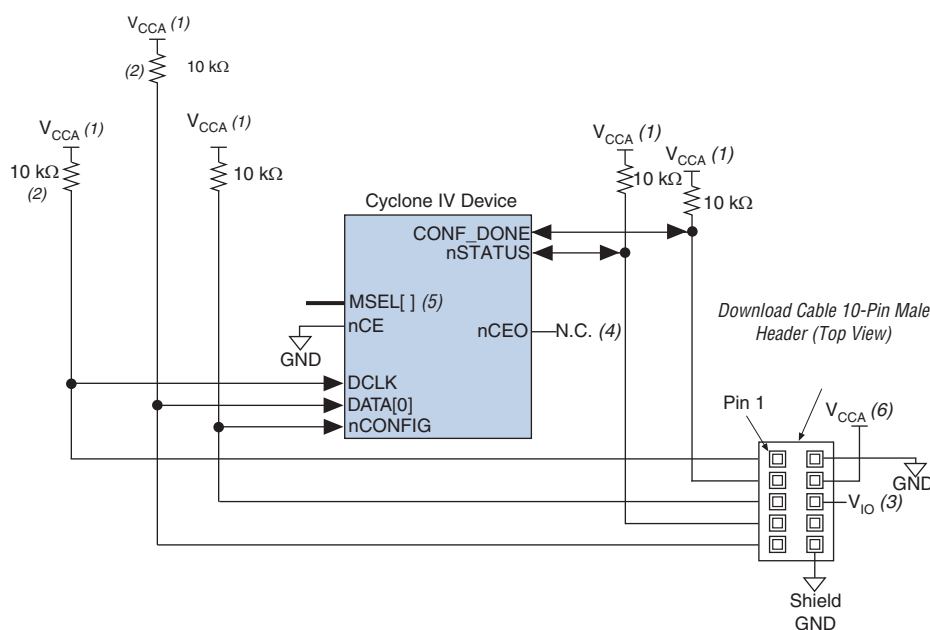 V_CCA (1)
(2) 10 kΩ
V_CCA (1)
10 kΩ
(2)
V_CCA (1)
10 kΩ
V_CCA (1)
10 kΩ
V_CCA (1)
10 kΩ
Cyclone IV Device
CONF_DONE
nSTATUS
MSEL[ ] (5)
nCE
GND
nCEO
N.C. (4)
DCLK
DATA[0]
nCONFIG
Download Cable 10-Pin Male
Header (Top View)
Pin 1
V_CCA (6)
GND
V_IO (3)
Shield
GND